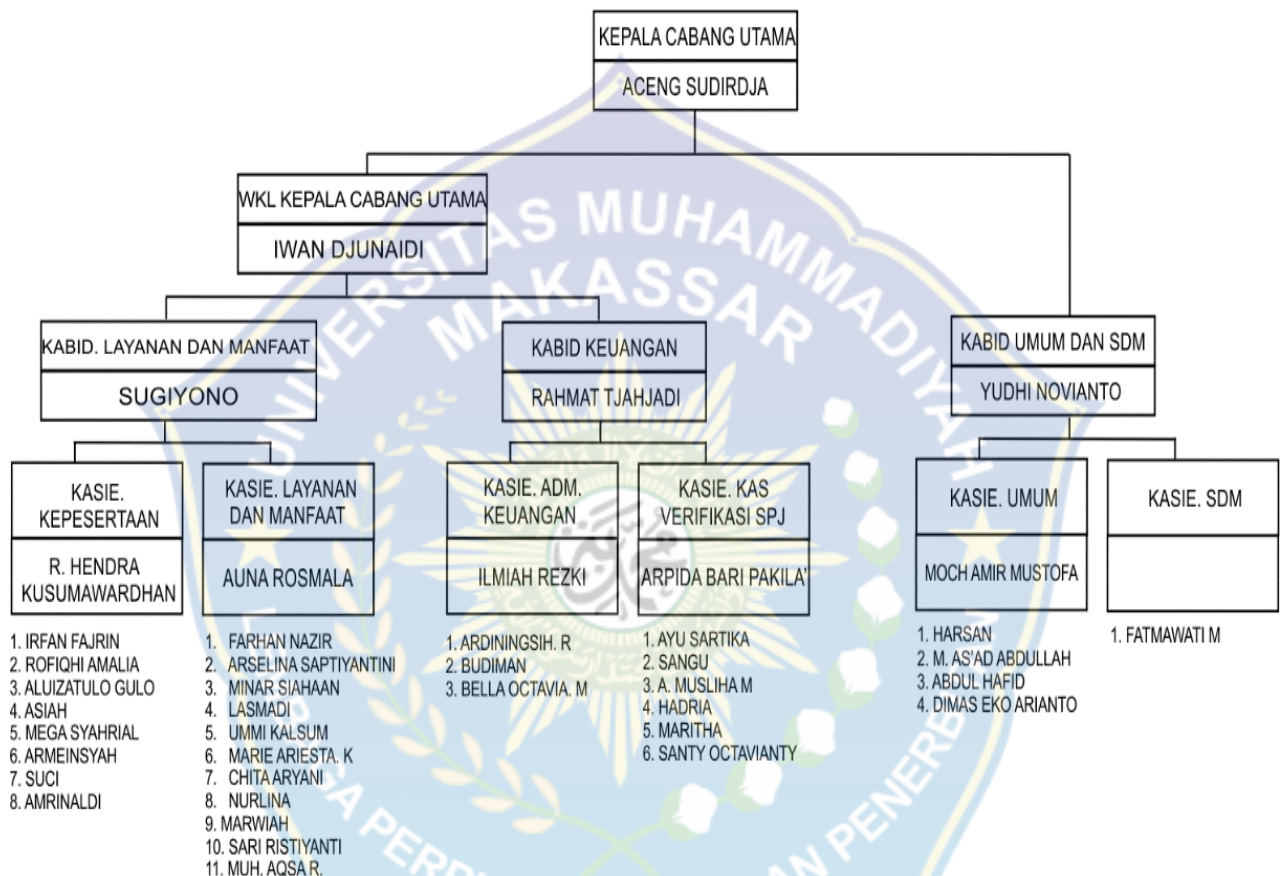 KEPALA CABANG UTAMA
ACENG SUDIRDJA
WKL KEPALA CABANG UTAMA
IWAN DJUNAIDI
KABID. LAYANAN DAN MANFAAT
SUGIYONO
KABID KEUANGAN
RAHMAT TJAHJADI
KABID UMUM DAN SDM
YUDHI NOVIANTO
KASIE.
KEPESERTAAN
R. HENDRA
KUSUMAWARDHAN
1. IRFAN FAJRIN
2. ROFIQHI AMALIA
3. ALUIZATULO GULO
4. ASIAH
5. MEGA SYAHRIAL
6. ARMEINSYAH
7. SUCI
8. AMRINALDI
KASIE. LAYANAN
DAN MANFAAT
AUNA ROSMALA
1. FARHAN NAZIR
2. ARSELINA SAPTIYANTINI
3. MINAR SIAHAAN
4. LASMADI
5. UMMI KALSUM
6. MARIE ARIESTA. K
7. CHITA ARYANI
8. NURLINA
9. MARWIAH
10. SARI RISTIYANTI
11. MUH. AQSA R.
KASIE. ADM.
KEUANGAN
ILMIAH REZKI
1. ARDININGSIH. R
2. BUDIMAN
3. BELLA OCTAVIA. M
KASIE. KAS
VERIFIKASI SPJ
ARPIDA BARI PAKILA'
1. AYU SARTIKA
2. SANGU
3. A. MUSLIHA M
4. HADRIA
5. MARITHA
6. SANTY OCTAVIANTY
KASIE. UMUM
MOCH AMIR MUSTOFA
1. HARSAN
2. M. AS'AD ABDULLAH
3. ABDUL HAFID
4. DIMAS EKO ARIANTO
KASIE. SDM
1. FATMAWATI M
UNIVERSITAS MUHAMMADIYAH
MAKASSAR